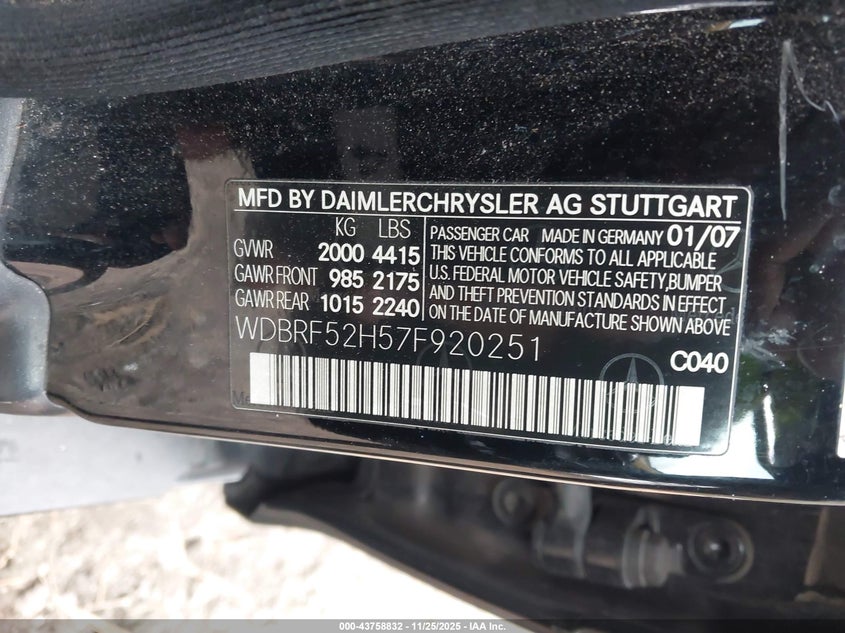 MFD BY DAIMLERCHRYSLER AG STUTTGART
KG LBS
GVWR 2000 4415
GAWR FRONT 985 2175
GAWR REAR 1015 2240
PASSENGER CAR MADE IN GERMANY 01/07
THIS VEHICLE CONFORMS TO ALL APPLICABLE
U.S. FEDERAL MOTOR VEHICLE SAFETY,BUMPER
AND THEFT PREVENTION STANDARDS IN EFFECT
ON THE DATE OF MANUFACTURE SHOWN ABOVE
WDBRF52H57F920251
C040
000-43758832 - 11/25/2025 - IAA Inc.